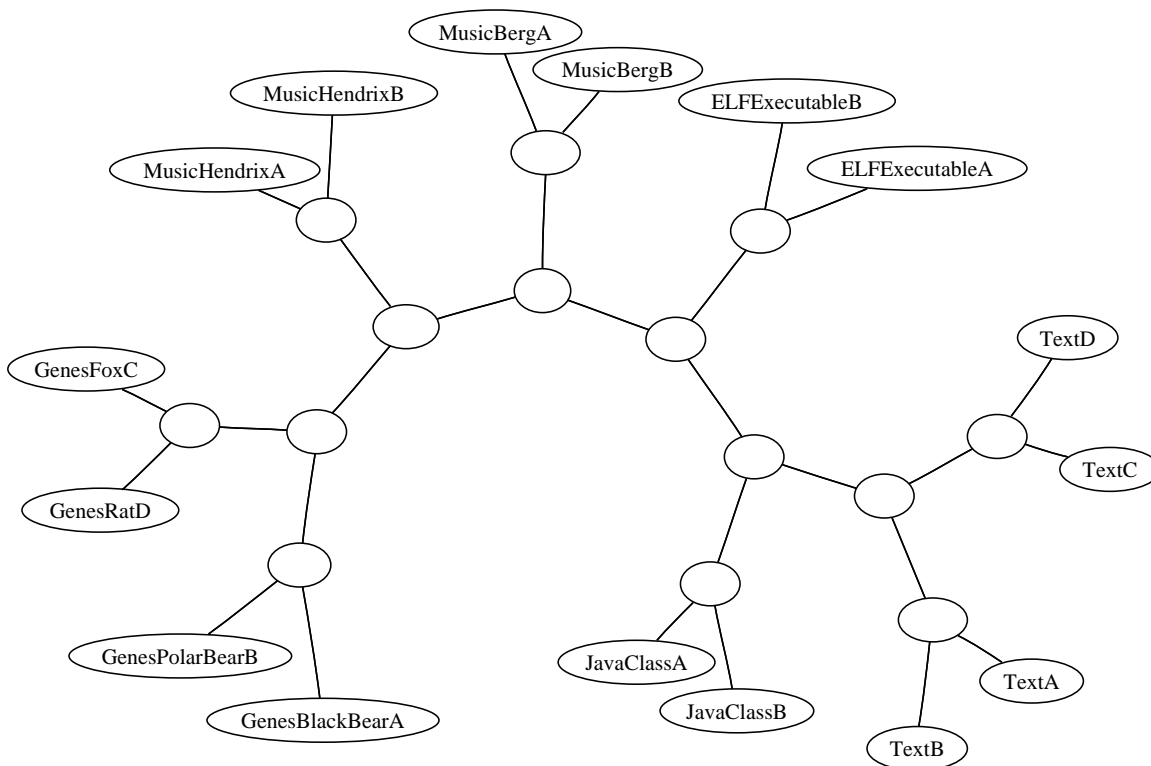 MusicBergA
MusicBergB
MusicHendrixB
ELFExecutableB
MusicHendrixA
ELFExecutableA
TextD
GenesFoxC
TextC
GenesRatD
GenesPolarBearB
JavaClassA
TextA
JavaClassB
GenesBlackBearA
TextB